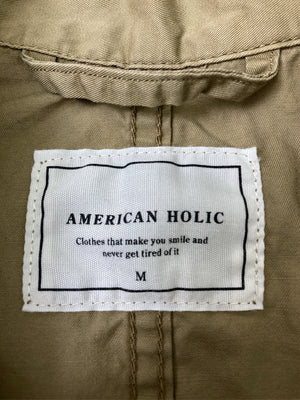 AMERICAN HOLIC
Clothes that make you smile and
never get tired of it
M